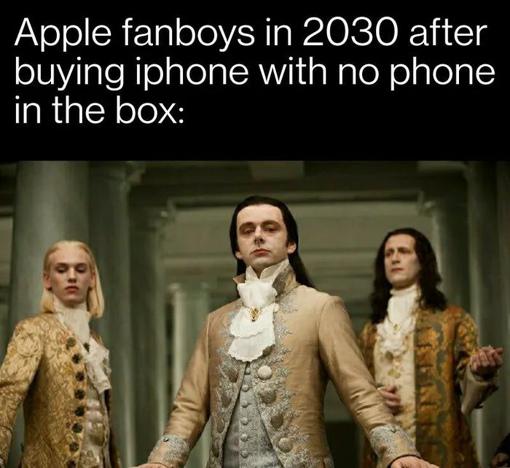 Apple fanboys in 2030 after
buying iphone with no phone
in the box: